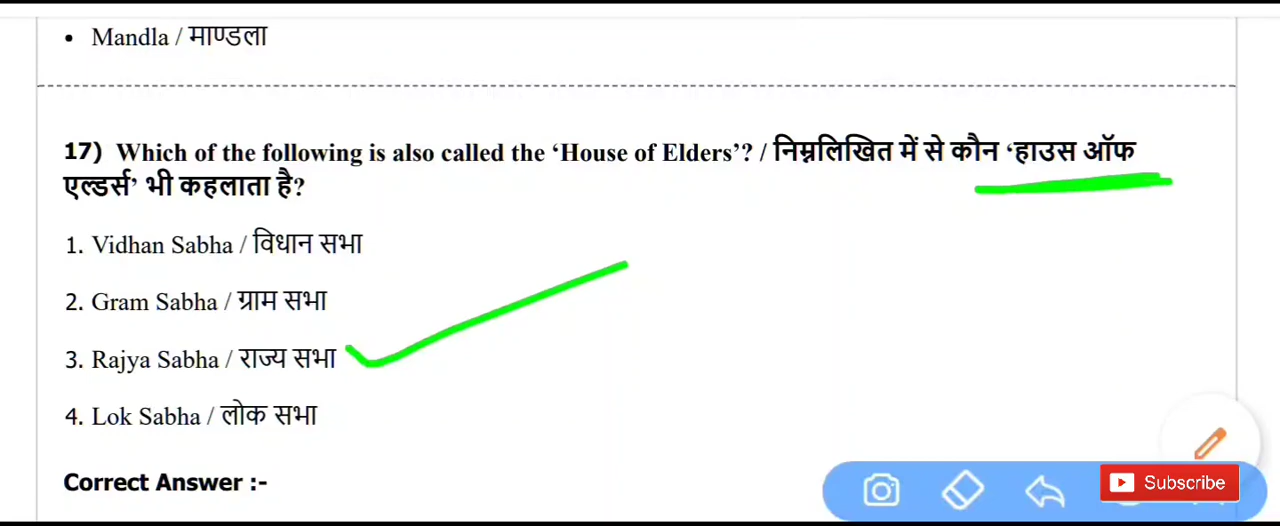 • Mandla / माण्डला
17) Which of the following is also called the ‘House of Elders’? / निम्नलिखित में से कौन ‘हाउस ऑफ
एल्डर्स’ भी कहलाता है?
1. Vidhan Sabha / विधान सभा
2. Gram Sabha / ग्राम सभा
3. Rajya Sabha / राज्य सभा
4. Lok Sabha / लोक सभा
Correct Answer :-
Subscribe